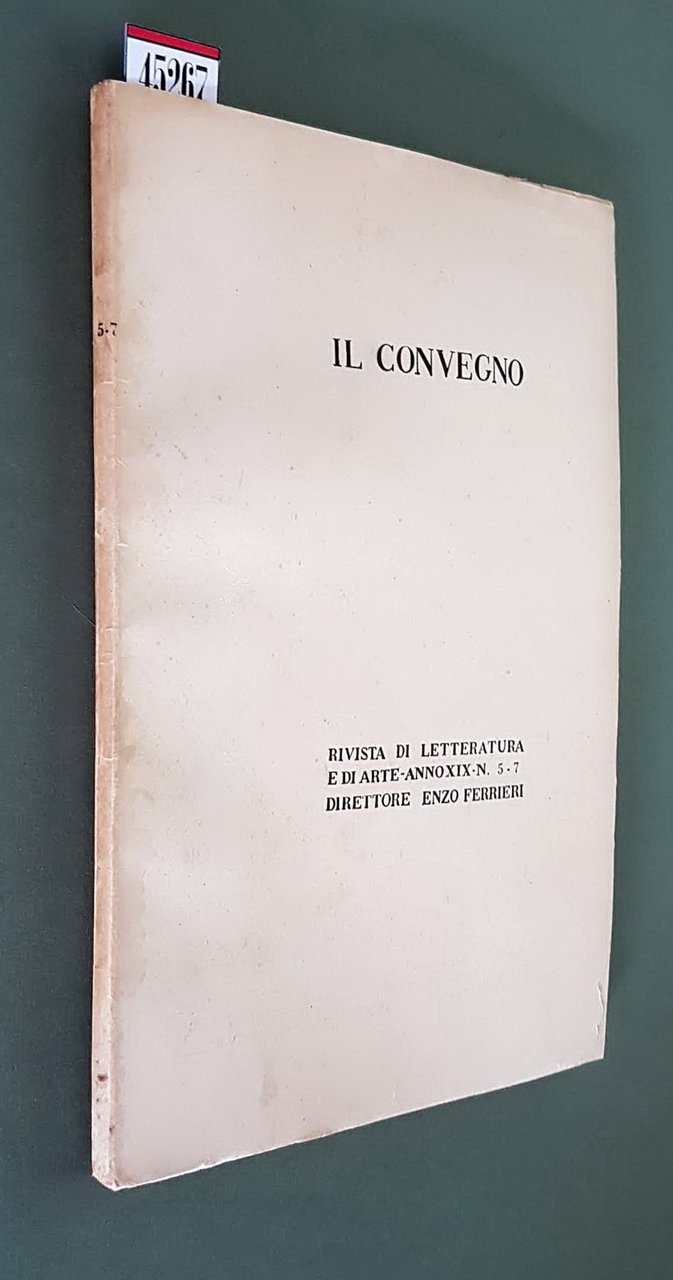 45267
5-7
IL CONVEGNO
RIVISTA DI LETTERATURA
E DI ARTE-ANNO XIX-N. 5-7
DIRETTORE ENZO FERRIERI